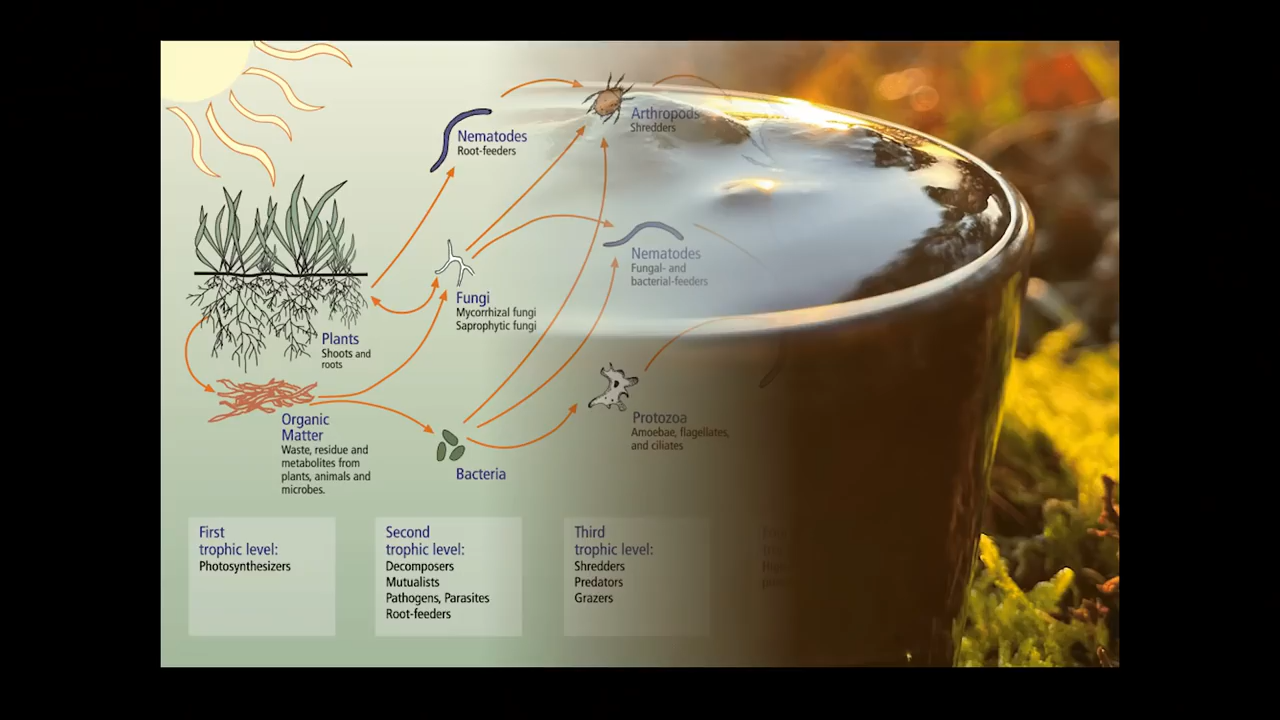 Arthropods
Shredders
Nematodes
Root-feeders
Nematodes
Fungal- and
bacterial-feeders
Fungi
Mycorrhizal fungi
Saprophytic fungi
Plants
Shoots and
roots
Organic
Matter
Waste, residue and
metabolites from
plants, animals and
microbes.
Protozoa
Amoebae, flagellates,
and ciliates
Bacteria
First
trophic level:
Photosynthesizers
Second
trophic level:
Decomposers
Mutualists
Pathogens, Parasites
Root-feeders
Third
trophic level:
Shredders
Predators
Grazers